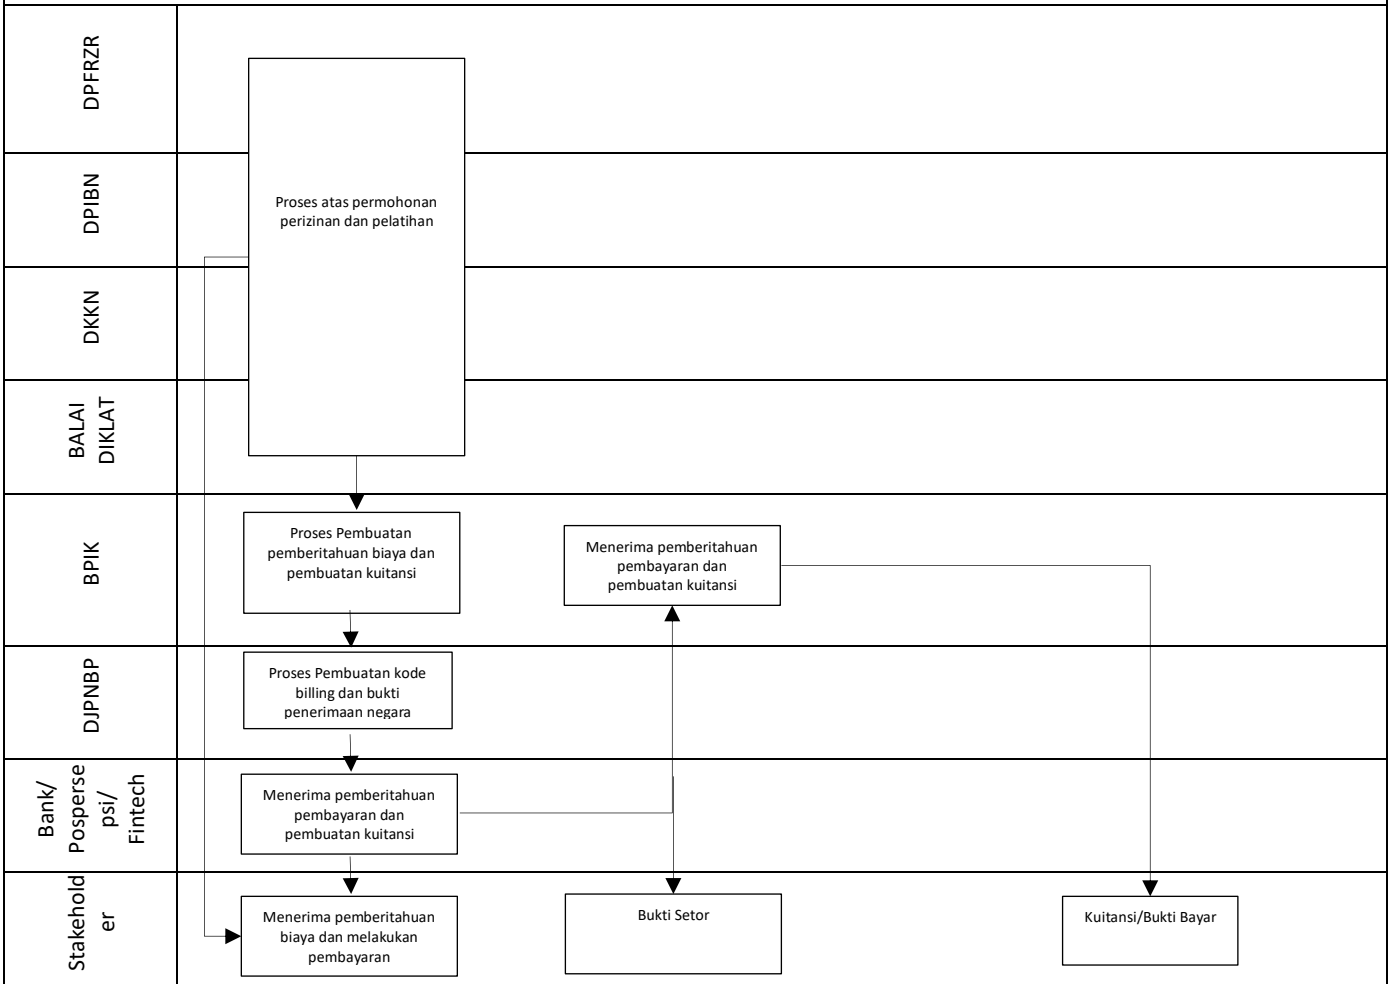 DPFRZR
Proses atas permohonan
perizinan dan pelatihan
DPIBN
DKKN
BALAI
DIKLAT
BPIK
Proses Pembuatan
pemberitahuan biaya dan
pembuatan kuitansi
Menerima pemberitahuan
pembayaran dan
pembuatan kuitansi
DJPNBP
Proses Pembuatan kode
billing dan bukti
penerimaan negara
Bank/
Posperse
psi/
Fintech
Menerima pemberitahuan
pembayaran dan
pembuatan kuitansi
Stakehold
er
Menerima pemberitahuan
biaya dan melakukan
pembayaran
Bukti Setor
Kuitansi/Bukti Bayar